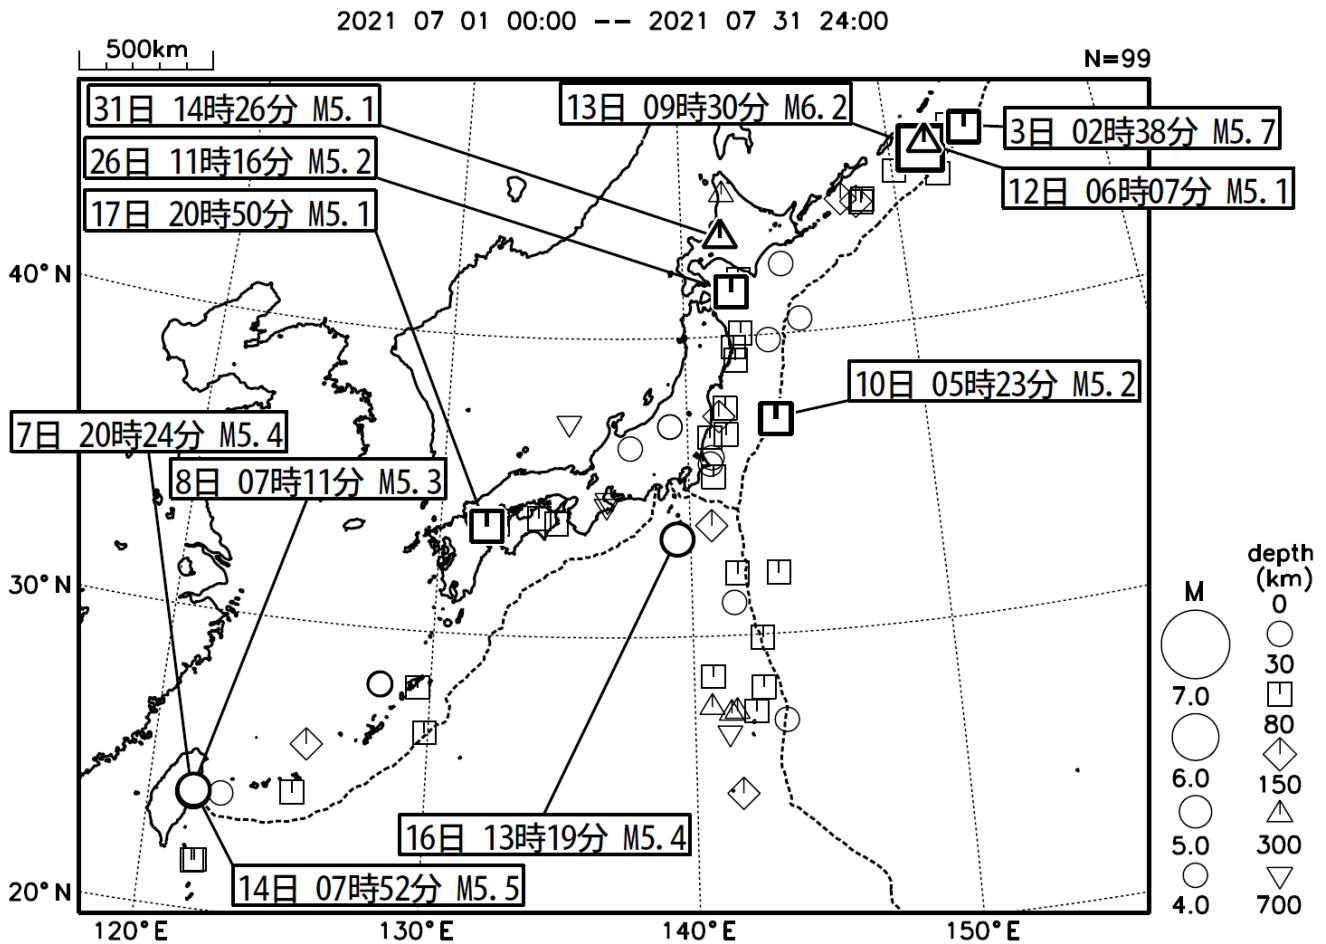 2021 07 01 00:00 -- 2021 07 31 24:00
500km
N=99
31日 14時26分 M5.1
13日 09時30分 M6.2
3日 02時38分 M5.7
26日 11時16分 M5.2
12日 06時07分 M5.1
17日 20時50分 M5.1
40°N
10日 05時23分 M5.2
7日 20時24分 M5.4
8日 07時11分 M5.3
30°N
16日 13時19分 M5.4
14日 07時52分 M5.5
20°N
120°E
130°E
140°E
150°E
M
7.0
6.0
5.0
4.0
depth
(km)
0
30
80
150
300
700